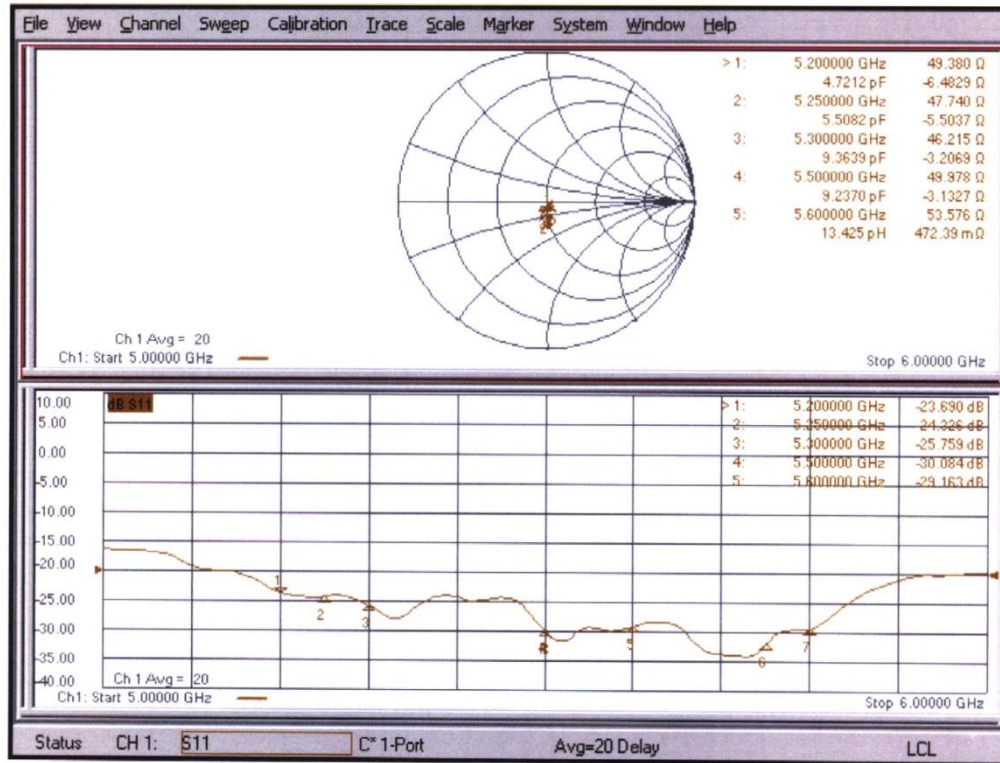 File View Channel Sweep Calibration Trace Scale Marker System Window Help
> 1: 5.200000 GHz 49.380 Ω
4.7212 pF -6.4829 Ω
2: 5.250000 GHz 47.740 Ω
5.5082 pF -5.5037 Ω
3: 5.300000 GHz 46.215 Ω
9.3639 pF -3.2069 Ω
4: 5.500000 GHz 49.978 Ω
9.2370 pF -3.1327 Ω
5: 5.600000 GHz 53.576 Ω
13.425 pH 472.39 mΩ
Ch 1 Avg = 20
Ch1: Start 5.00000 GHz
Stop 6.00000 GHz
dB S11
10.00
5.00
0.00
-5.00
-10.00
-15.00
-20.00
-25.00
-30.00
-35.00
-40.00
> 1: 5.200000 GHz -23.690 dB
2: 5.250000 GHz -24.326 dB
3: 5.300000 GHz -25.759 dB
4: 5.500000 GHz -30.084 dB
5: 5.600000 GHz -29.163 dB
1
2
3
5
6
7
Ch 1 Avg = 20
Ch1: Start 5.00000 GHz
Stop 6.00000 GHz
Status CH 1: S11 C* 1-Port Avg=20 Delay LCL